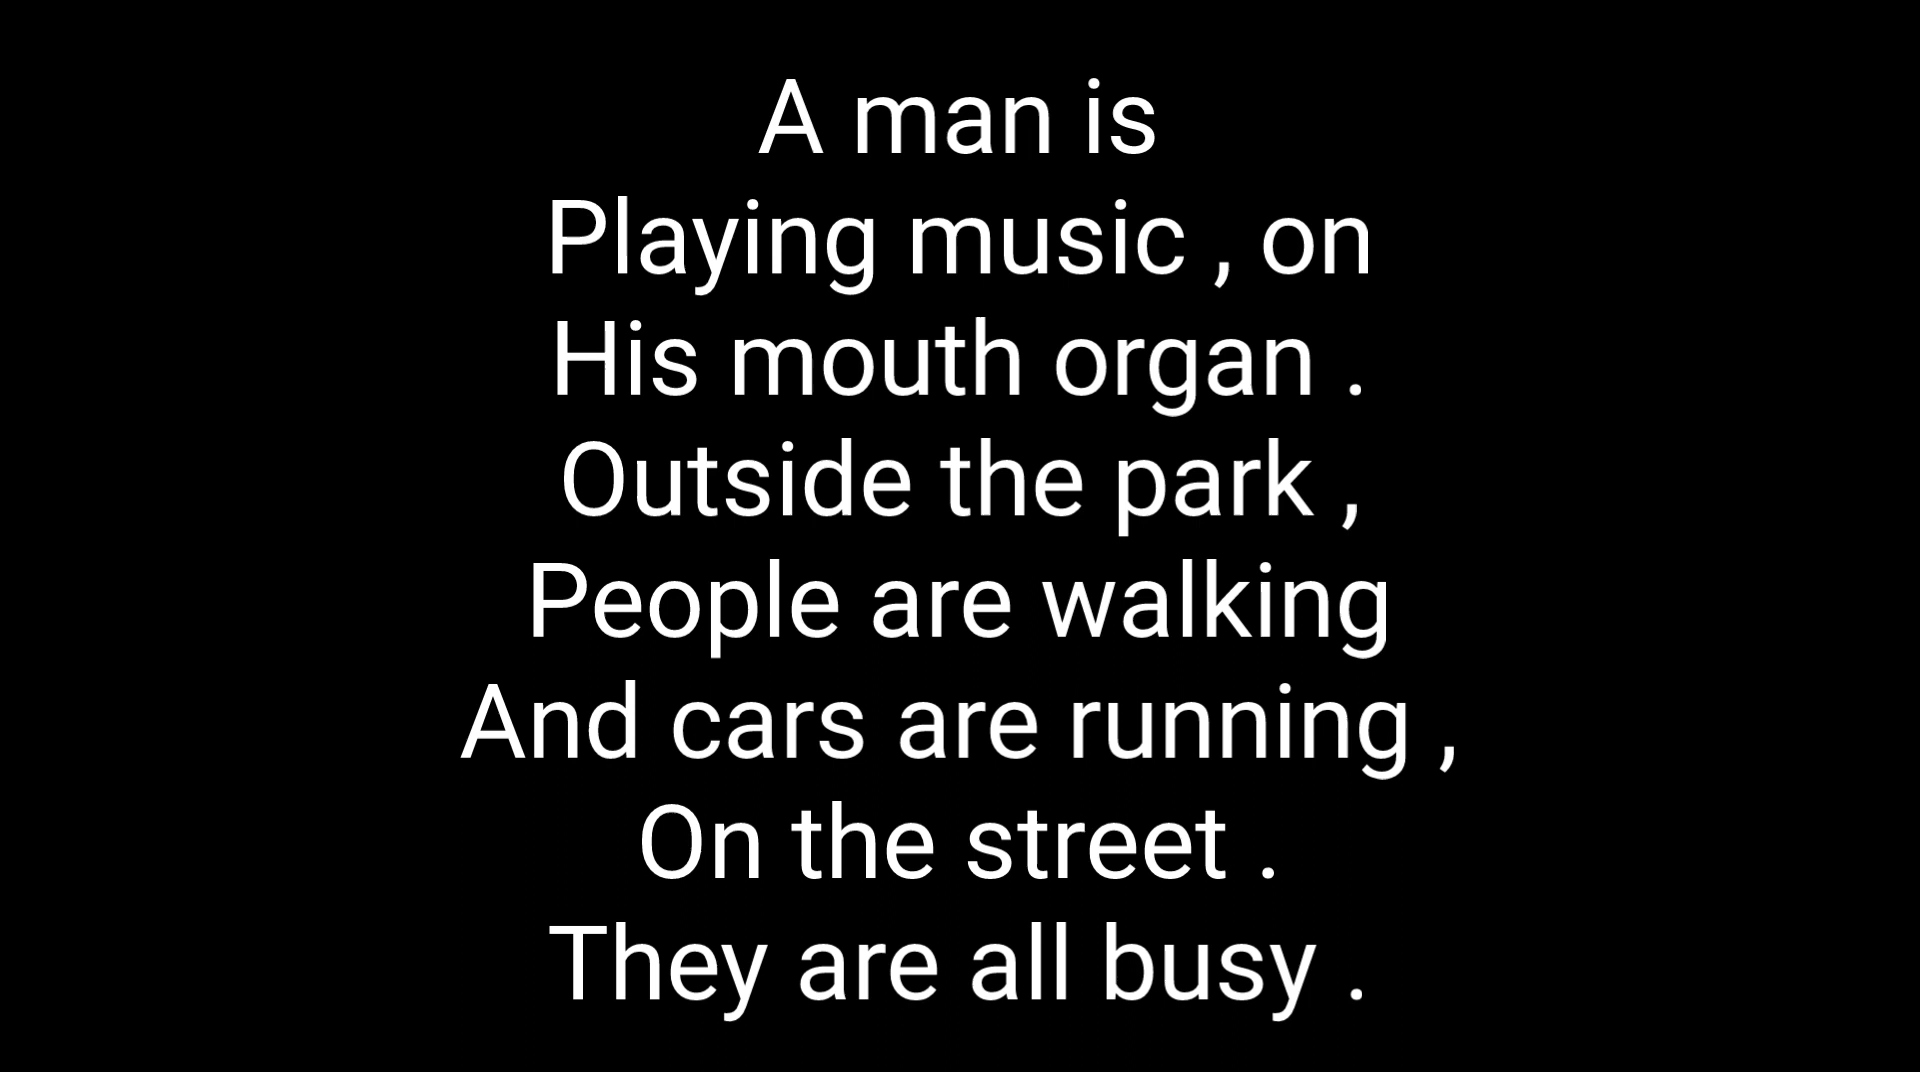 A man is
Playing music , on
His mouth organ .
Outside the park ,
People are walking
And cars are running ,
On the street .
They are all busy .